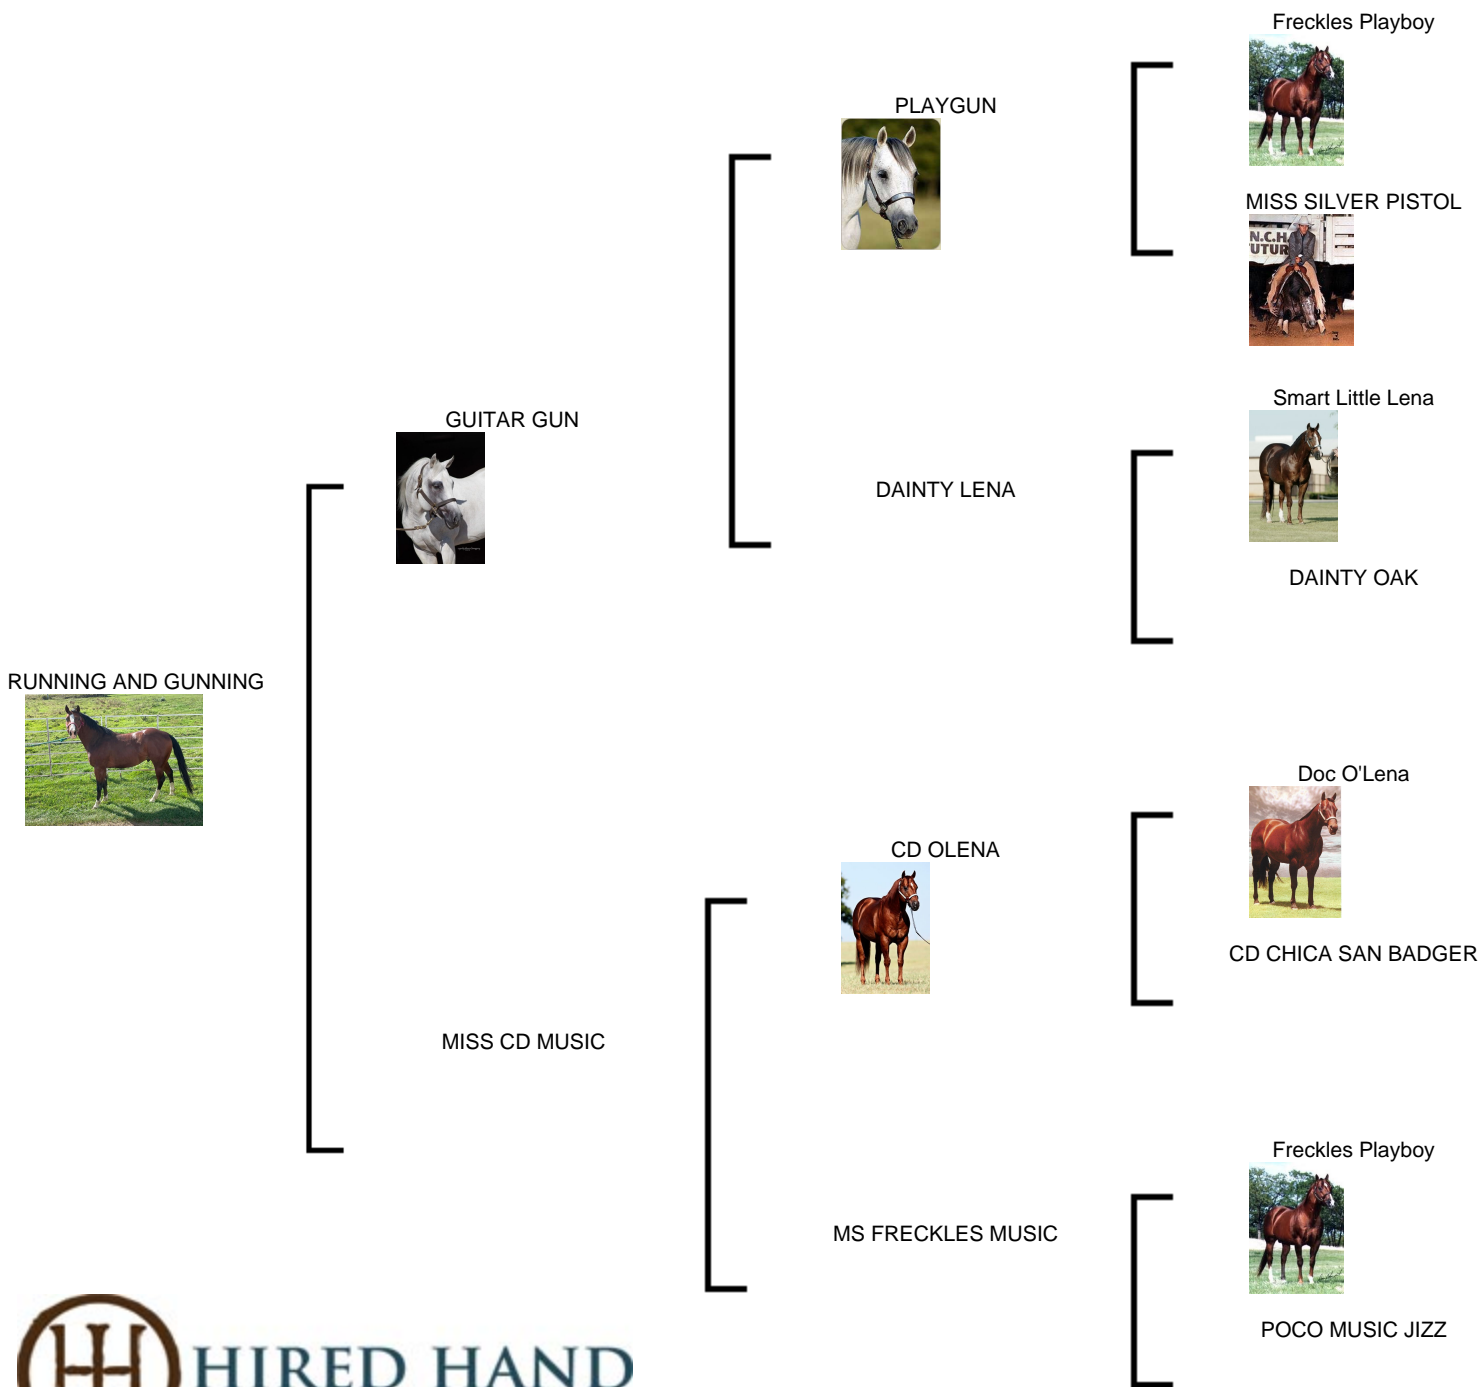 Freckles Playboy
PLAYGUN
MISS SILVER PISTOL
N.C.H.
UTUR
Smart Little Lena
GUITAR GUN
DAINTY LENA
DAINTY OAK
RUNNING AND GUNNING
Doc O'Lena
CD OLENA
CD CHICA SAN BADGER
MISS CD MUSIC
Freckles Playboy
MS FRECKLES MUSIC
POCO MUSIC JIZZ
HIRED HAND